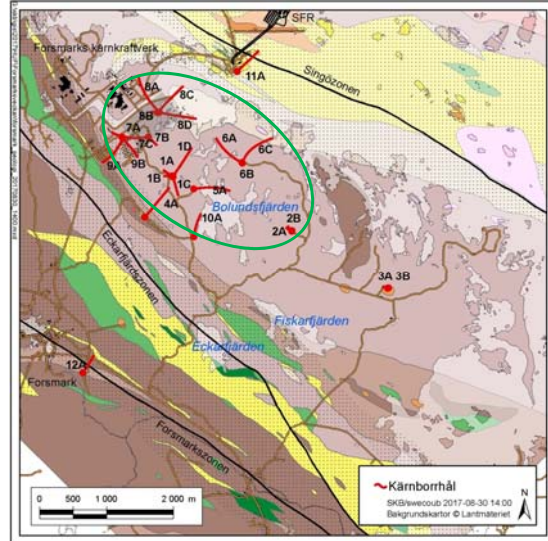 SFR
Forsmarks kärnkraftverk
Singözonen
11A
8A
8C
8B
7A
8D
7B
7C
1D
6A
6C
9A
9B
1A
6B
1B
1C
5A
4A
Bolundsfjärden
2B
10A
2A
3A 3B
Eckarfjärdszonen
Fiskarfjärden
Eckarfjärden
12A
Forsmark
Forsmarkszonen
Kärnborrhål
SKB/swecoub 2017-08-30 14:00
Bakgrundskartor © Lantmäteriet
N
0 500 1 000 2 000 m